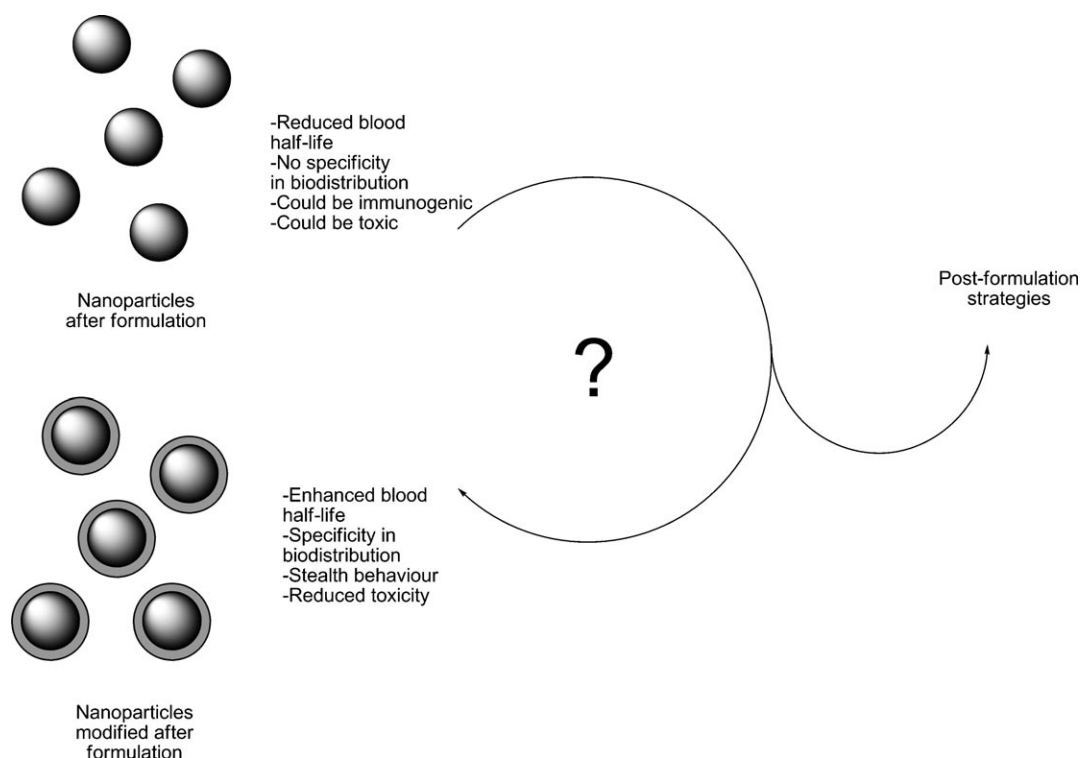 -Reduced blood
half-life
-No specificity
in biodistribution
-Could be immunogenic
-Could be toxic
Nanoparticles
after formulation
?
Post-formulation
strategies
-Enhanced blood
half-life
-Specificity in
biodistribution
-Stealth behaviour
-Reduced toxicity
Nanoparticles
modified after
formulation